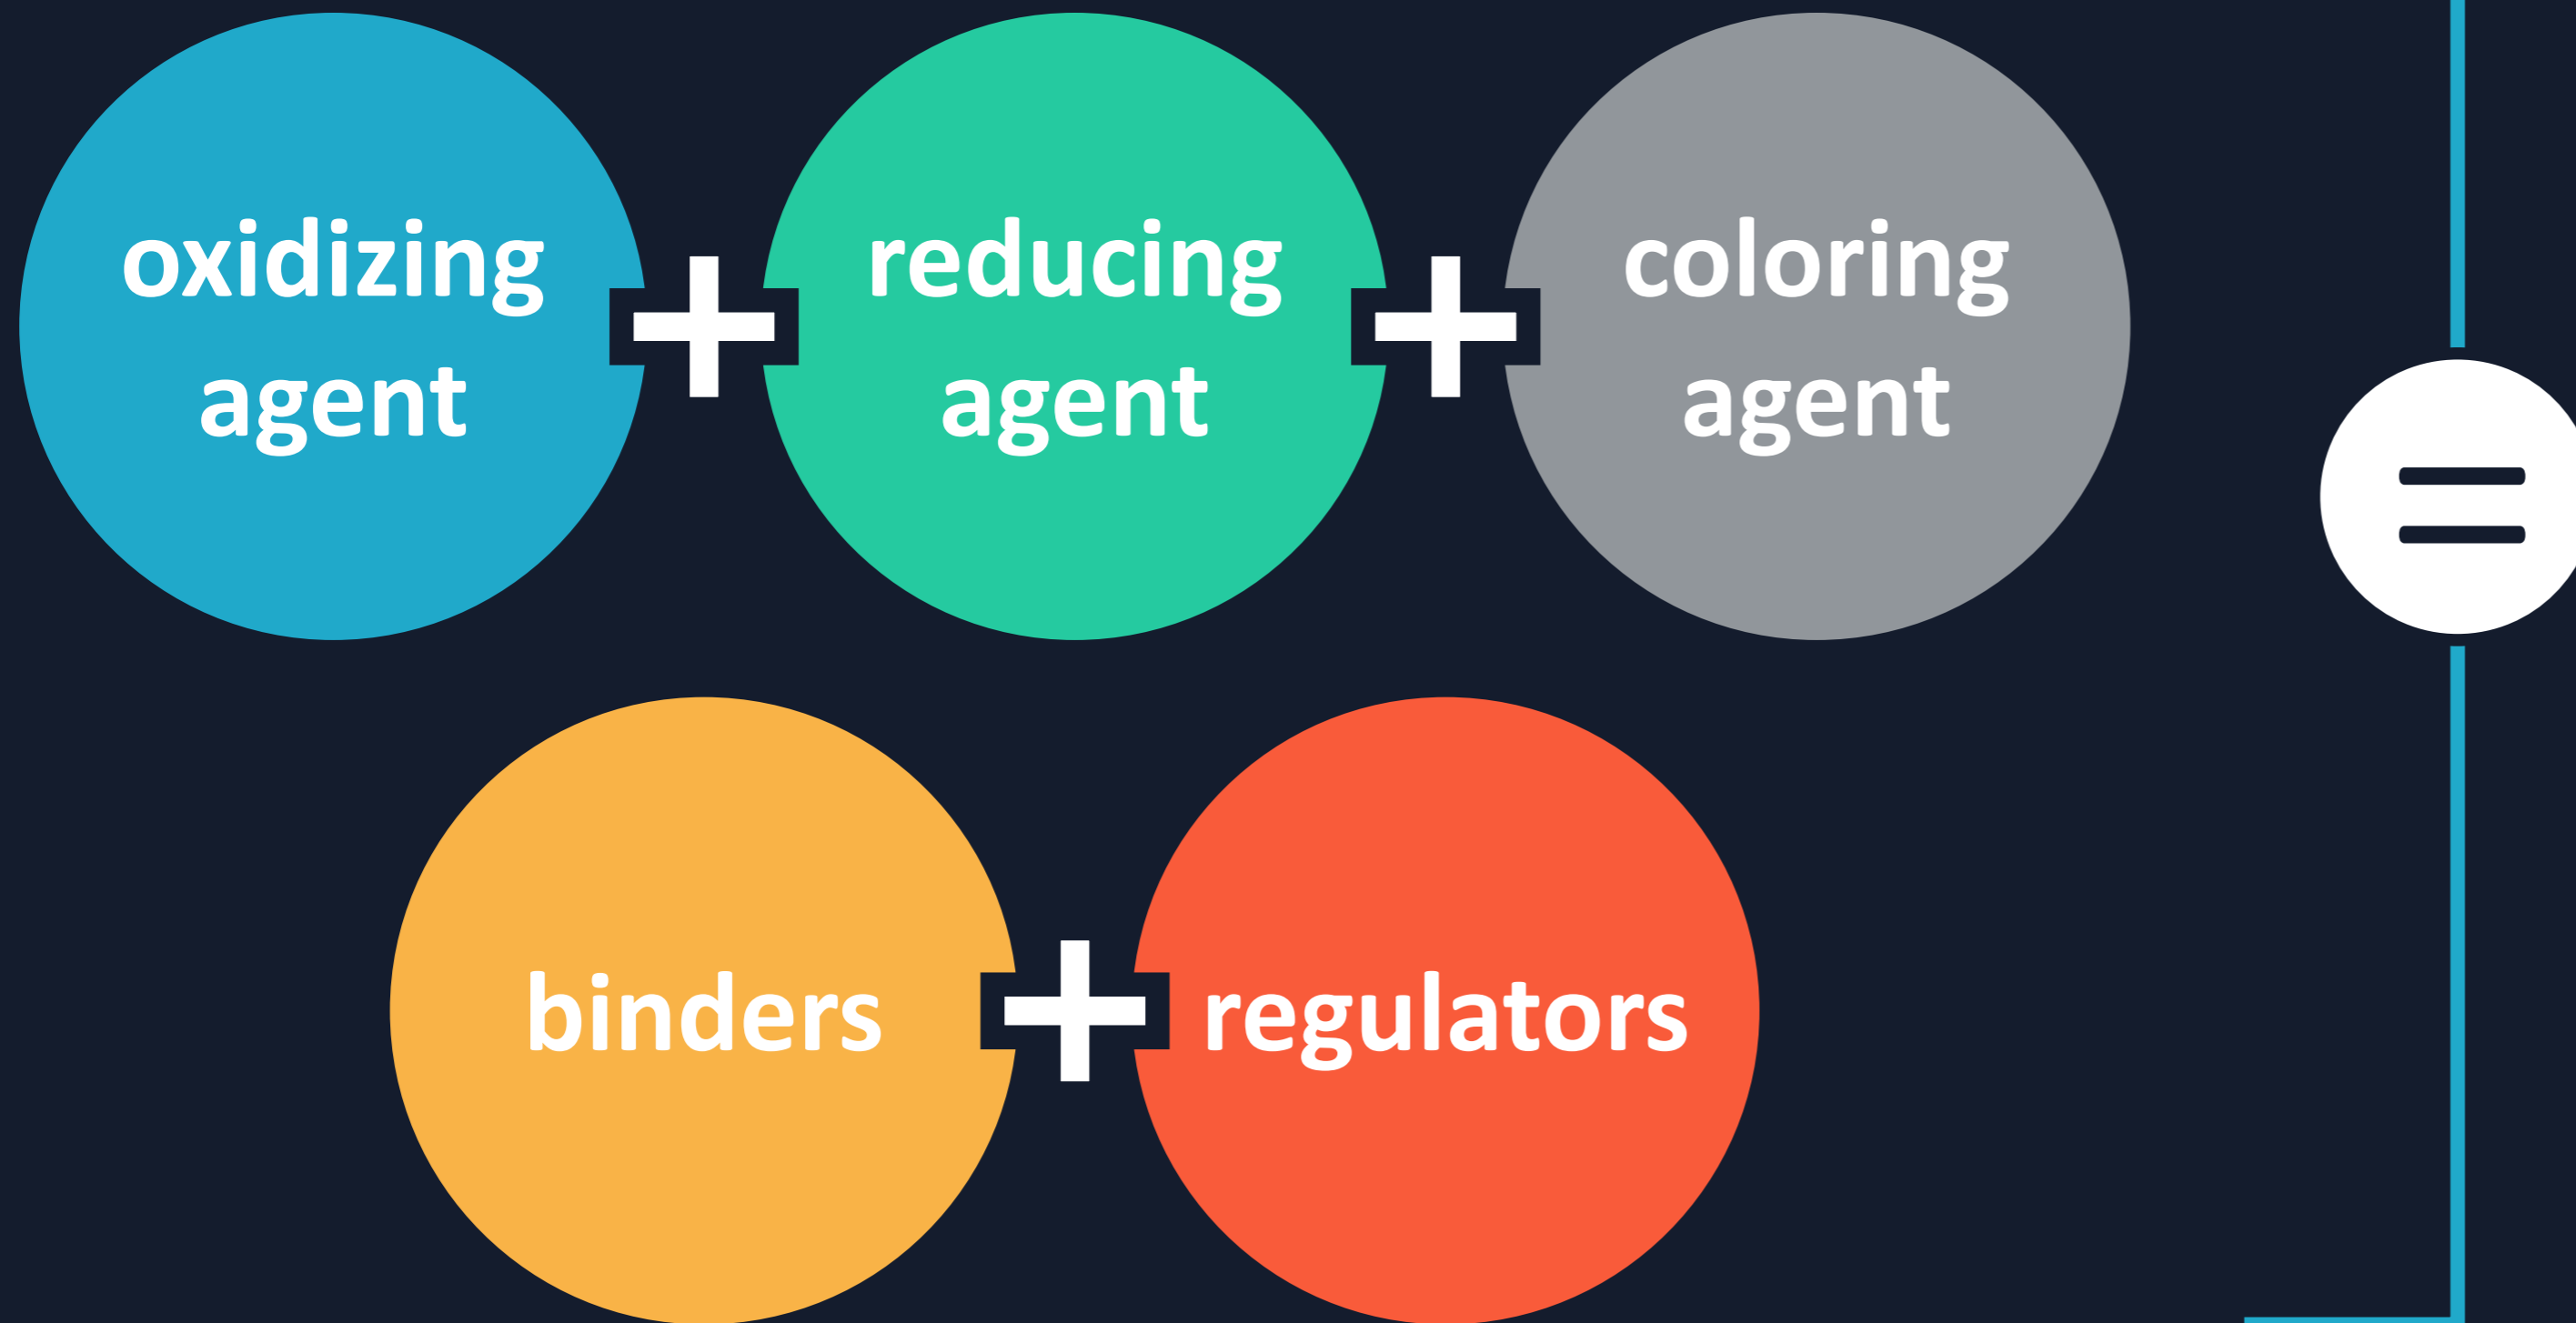 oxidizing
agent
+
reducing
agent
+
coloring
agent
=
binders
+
regulators